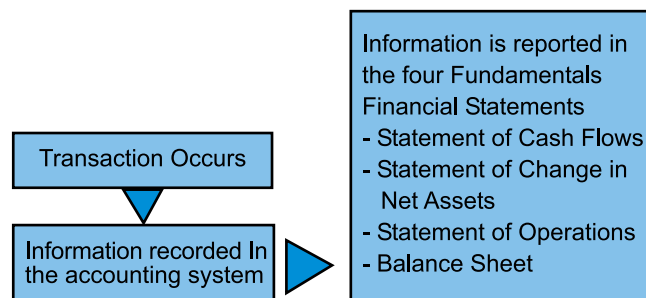 Transaction Occurs
Information recorded In
the accounting system
Information is reported in
the four Fundamentals
Financial Statements
- Statement of Cash Flows
- Statement of Change in
Net Assets
- Statement of Operations
- Balance Sheet